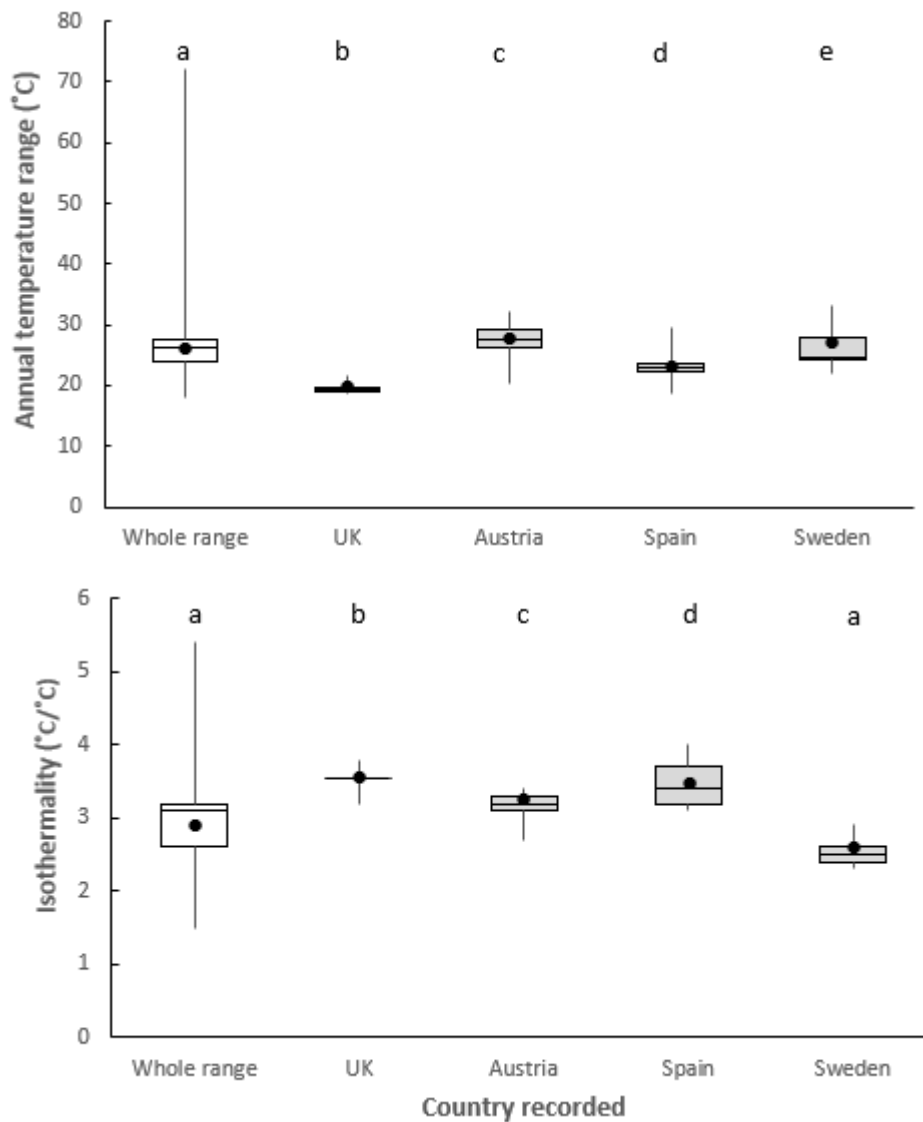 80
70
60
50
40
30
20
10
0
Annual temperature range (˚C)
a b c d e
Whole range UK Austria Spain Sweden
6
5
4
3
2
1
0
Isothermality (˚C/˚C)
a b c d a
Whole range UK Austria Spain Sweden
Country recorded